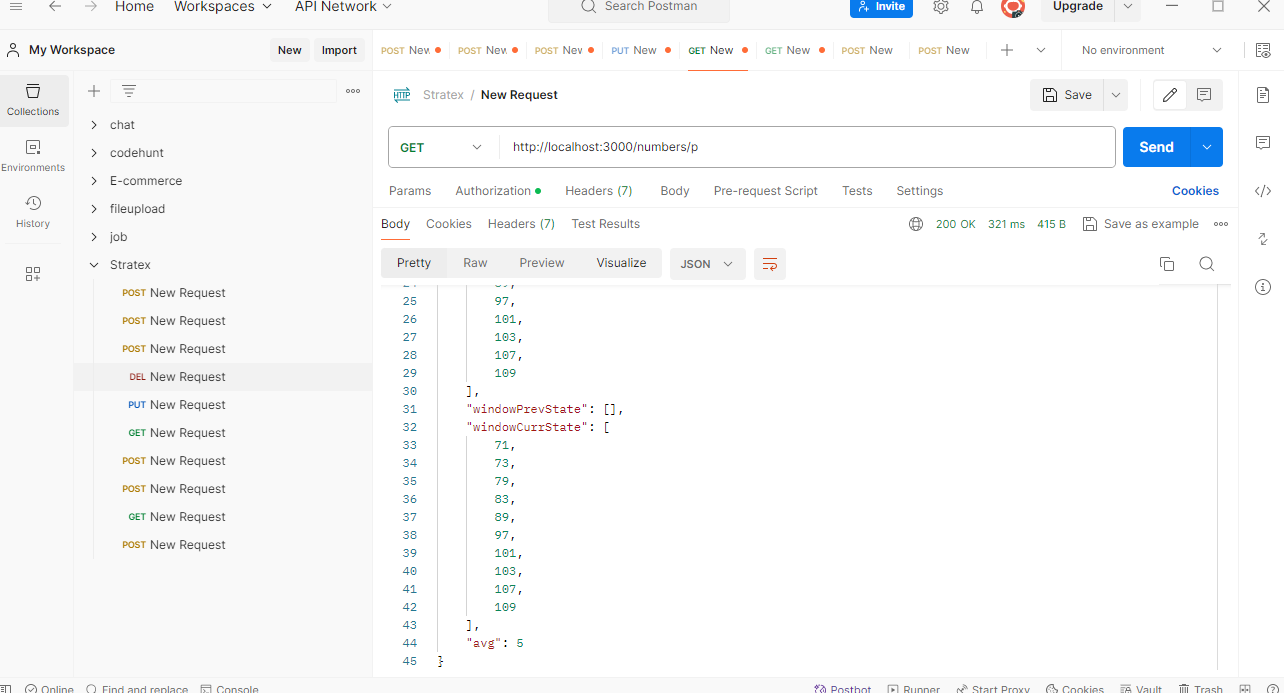 Home Workspaces API Network Search Postman Invite Upgrade
My Workspace New Import POST New POST New POST New PUT New GET New GET New POST New POST New No environment
Collections
Environments
History
chat
codehunt
E-commerce
fileupload
job
Stratex
POST New Request
POST New Request
POST New Request
DEL New Request
PUT New Request
GET New Request
POST New Request
POST New Request
GET New Request
POST New Request
HTTP Stratex / New Request Save
GET http://localhost:3000/numbers/p Send
Params Authorization Headers (7) Body Pre-request Script Tests Settings Cookies
Body Cookies Headers (7) Test Results 200 OK 321 ms 415 B Save as example
Pretty Raw Preview Visualize JSON
24 89,
25 97,
26 101,
27 103,
28 107,
29 109
30 ],
31 "windowPrevState": [],
32 "windowCurrState": [
33 71,
34 73,
35 79,
36 83,
37 89,
38 97,
39 101,
40 103,
41 107,
42 109
43 ],
44 "avg": 5
45 }
Online Find and replace Console Postbot Runner Start Proxy Cookies Vault Trash